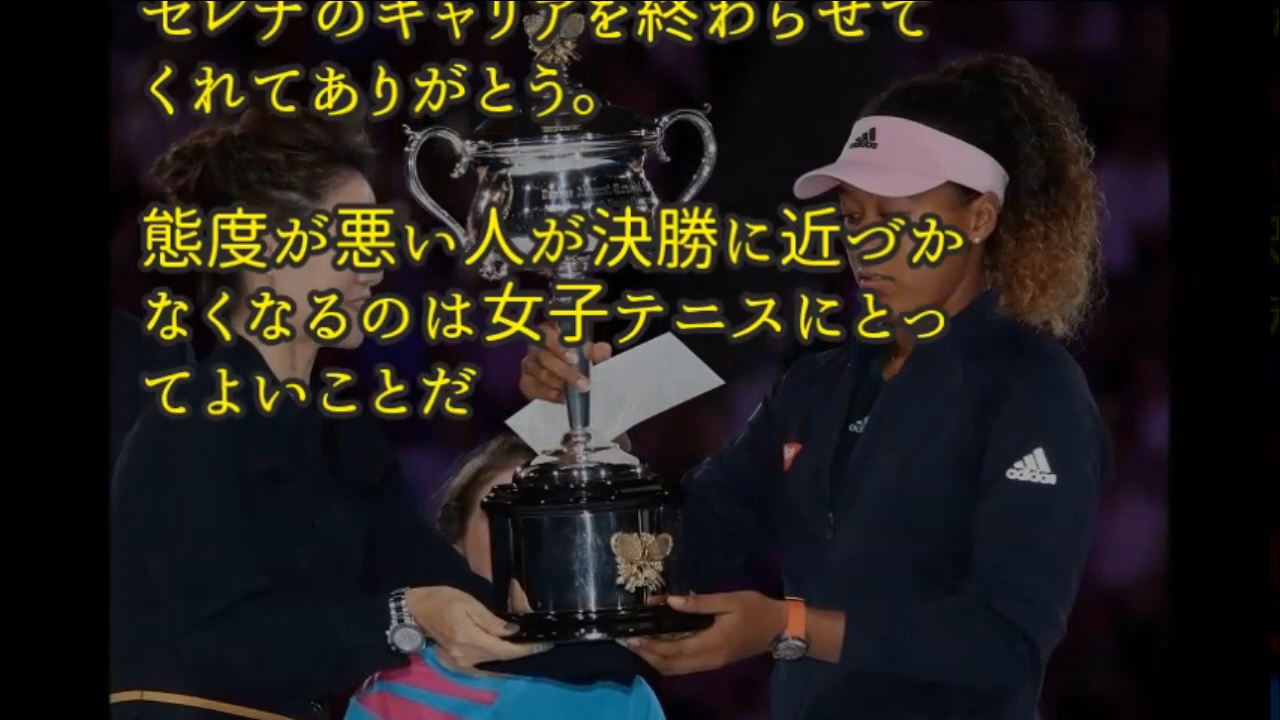 セレナのキャリアを終わらせて
くれてありがとう。
態度が悪い人が決勝に近づか
なくなるのは女子テニスにとっ
てよいことだ
adidas
adidas